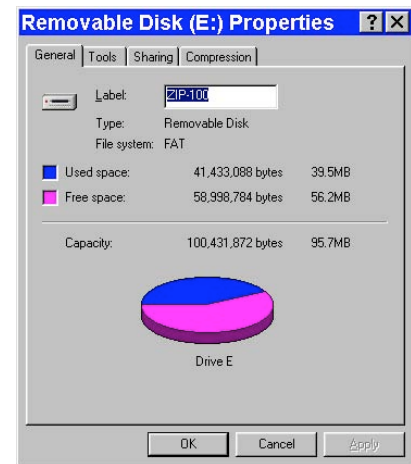 Removable Disk (E:) Properties ? ×
General Tools Sharing Compression
Label: ZIP-100
Type: Removable Disk
File system: FAT
Used space: 41,433,088 bytes 39.5MB
Free space: 58,998,784 bytes 56.2MB
Capacity: 100,431,872 bytes 95.7MB
Drive E
OK Cancel Apply